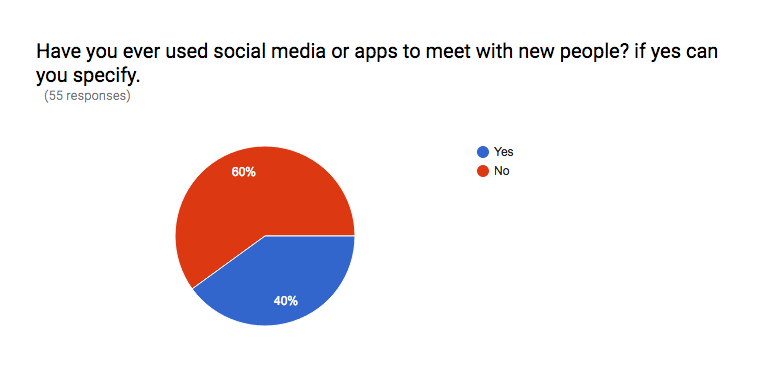 Have you ever used social media or apps to meet with new people? if yes can
you specify.
(55 responses)
Yes
No
60%
40%